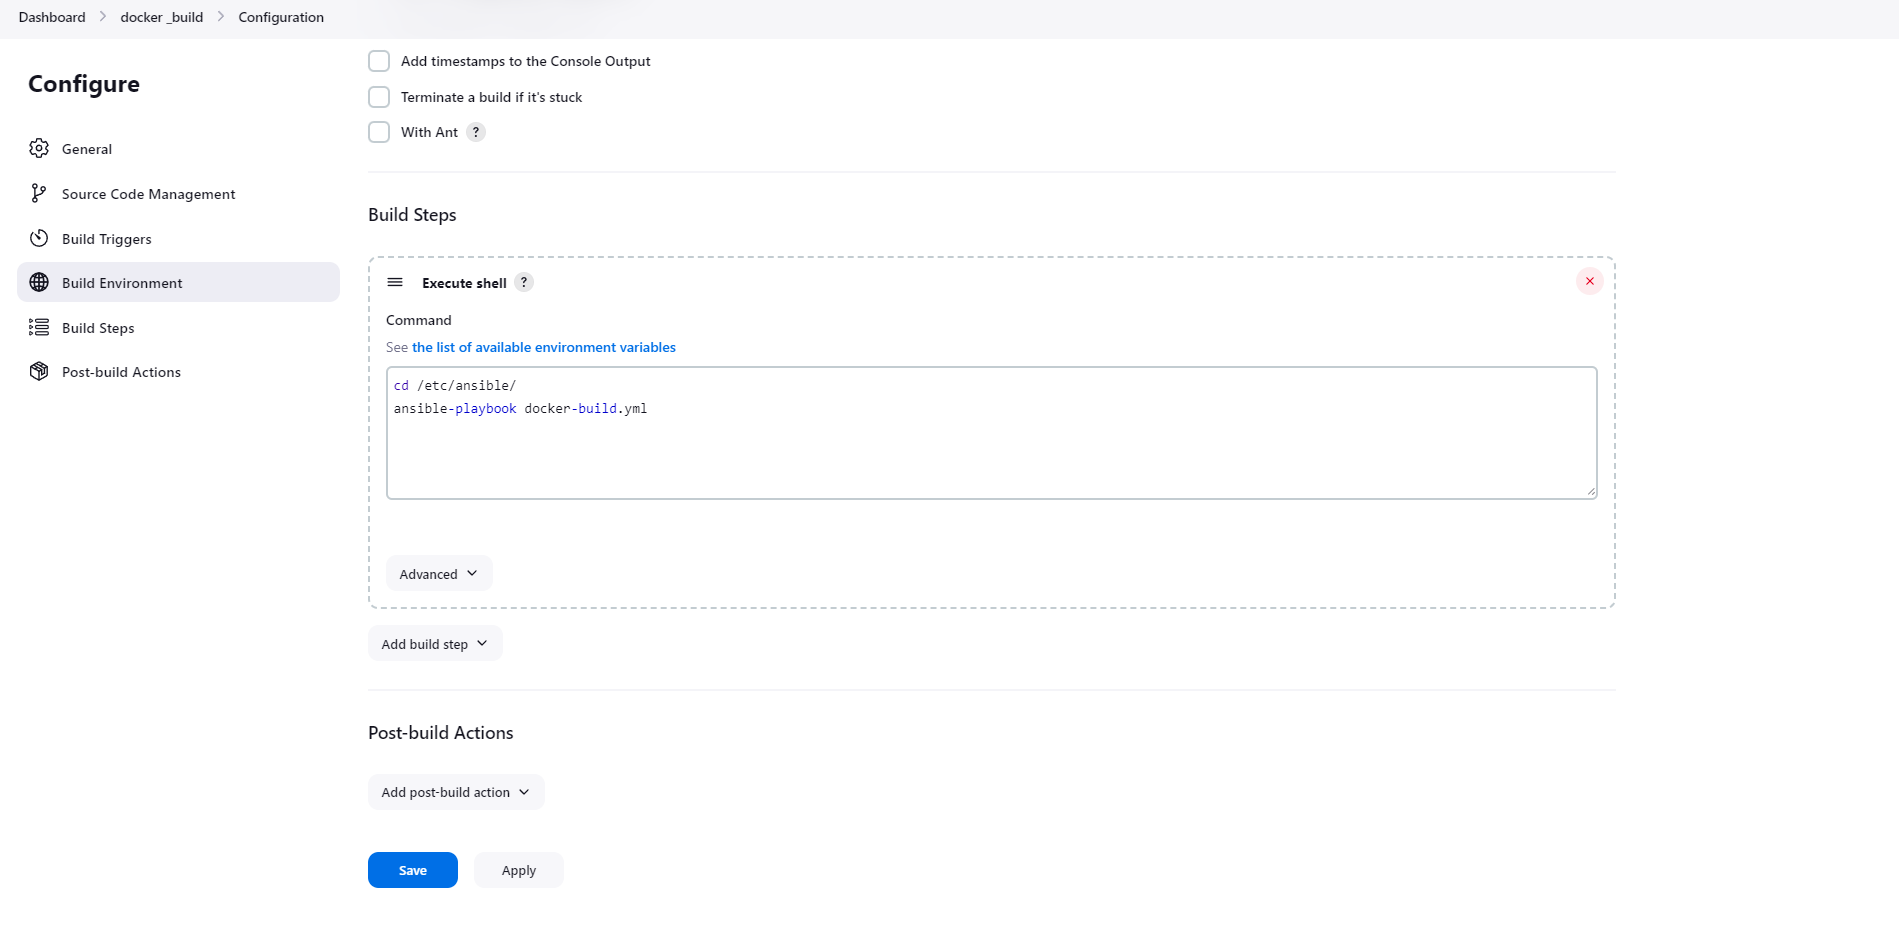 Dashboard > docker _build > Configuration
Configure
General
Source Code Management
Build Triggers
Build Environment
Build Steps
Post-build Actions
Add timestamps to the Console Output
Terminate a build if it's stuck
With Ant ?
Build Steps
Execute shell ?
Command
See the list of available environment variables
cd /etc/ansible/
ansible-playbook docker-build.yml
Advanced
Add build step
Post-build Actions
Add post-build action
Save Apply